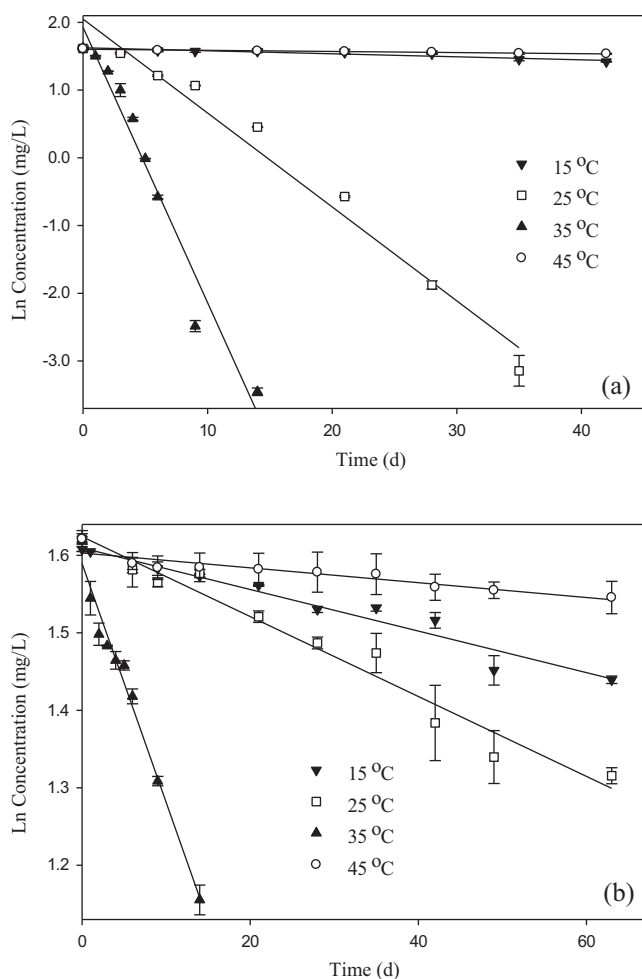 2.0
1.0
0.0
-1.0
-2.0
-3.0
Ln Concentration (mg/L)
15 °C
25 °C
35 °C
45 °C
(a)
0 10 20 30 40
Time (d)
1.6
1.5
1.4
1.3
1.2
Ln Concentration (mg/L)
15 °C
25 °C
35 °C
45 °C
(b)
0 20 40 60
Time (d)